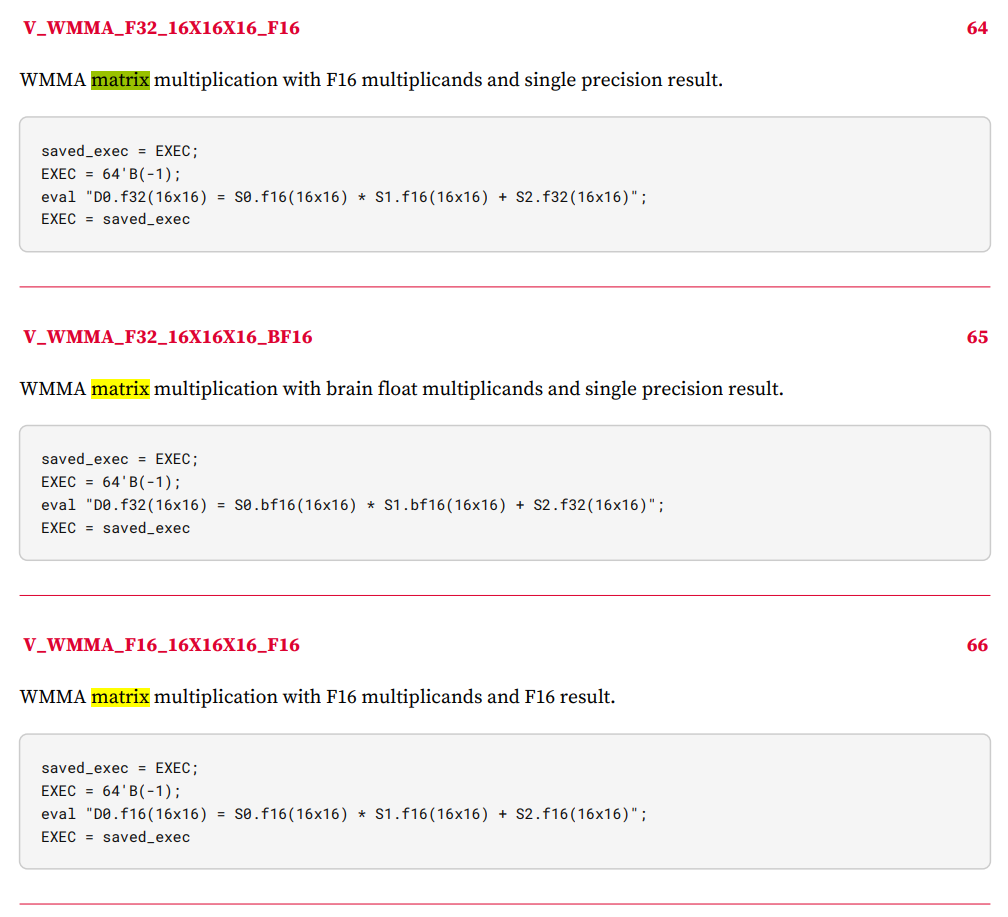 V_WMMA_F32_16X16X16_F16 64
WMMA matrix multiplication with F16 multiplicands and single precision result.
saved_exec = EXEC;
EXEC = 64'B(-1);
eval "D0.f32(16x16) = S0.f16(16x16) * S1.f16(16x16) + S2.f32(16x16)";
EXEC = saved_exec
V_WMMA_F32_16X16X16_BF16 65
WMMA matrix multiplication with brain float multiplicands and single precision result.
saved_exec = EXEC;
EXEC = 64'B(-1);
eval "D0.f32(16x16) = S0.bf16(16x16) * S1.bf16(16x16) + S2.f32(16x16)";
EXEC = saved_exec
V_WMMA_F16_16X16X16_F16 66
WMMA matrix multiplication with F16 multiplicands and F16 result.
saved_exec = EXEC;
EXEC = 64'B(-1);
eval "D0.f16(16x16) = S0.f16(16x16) * S1.f16(16x16) + S2.f16(16x16)";
EXEC = saved_exec